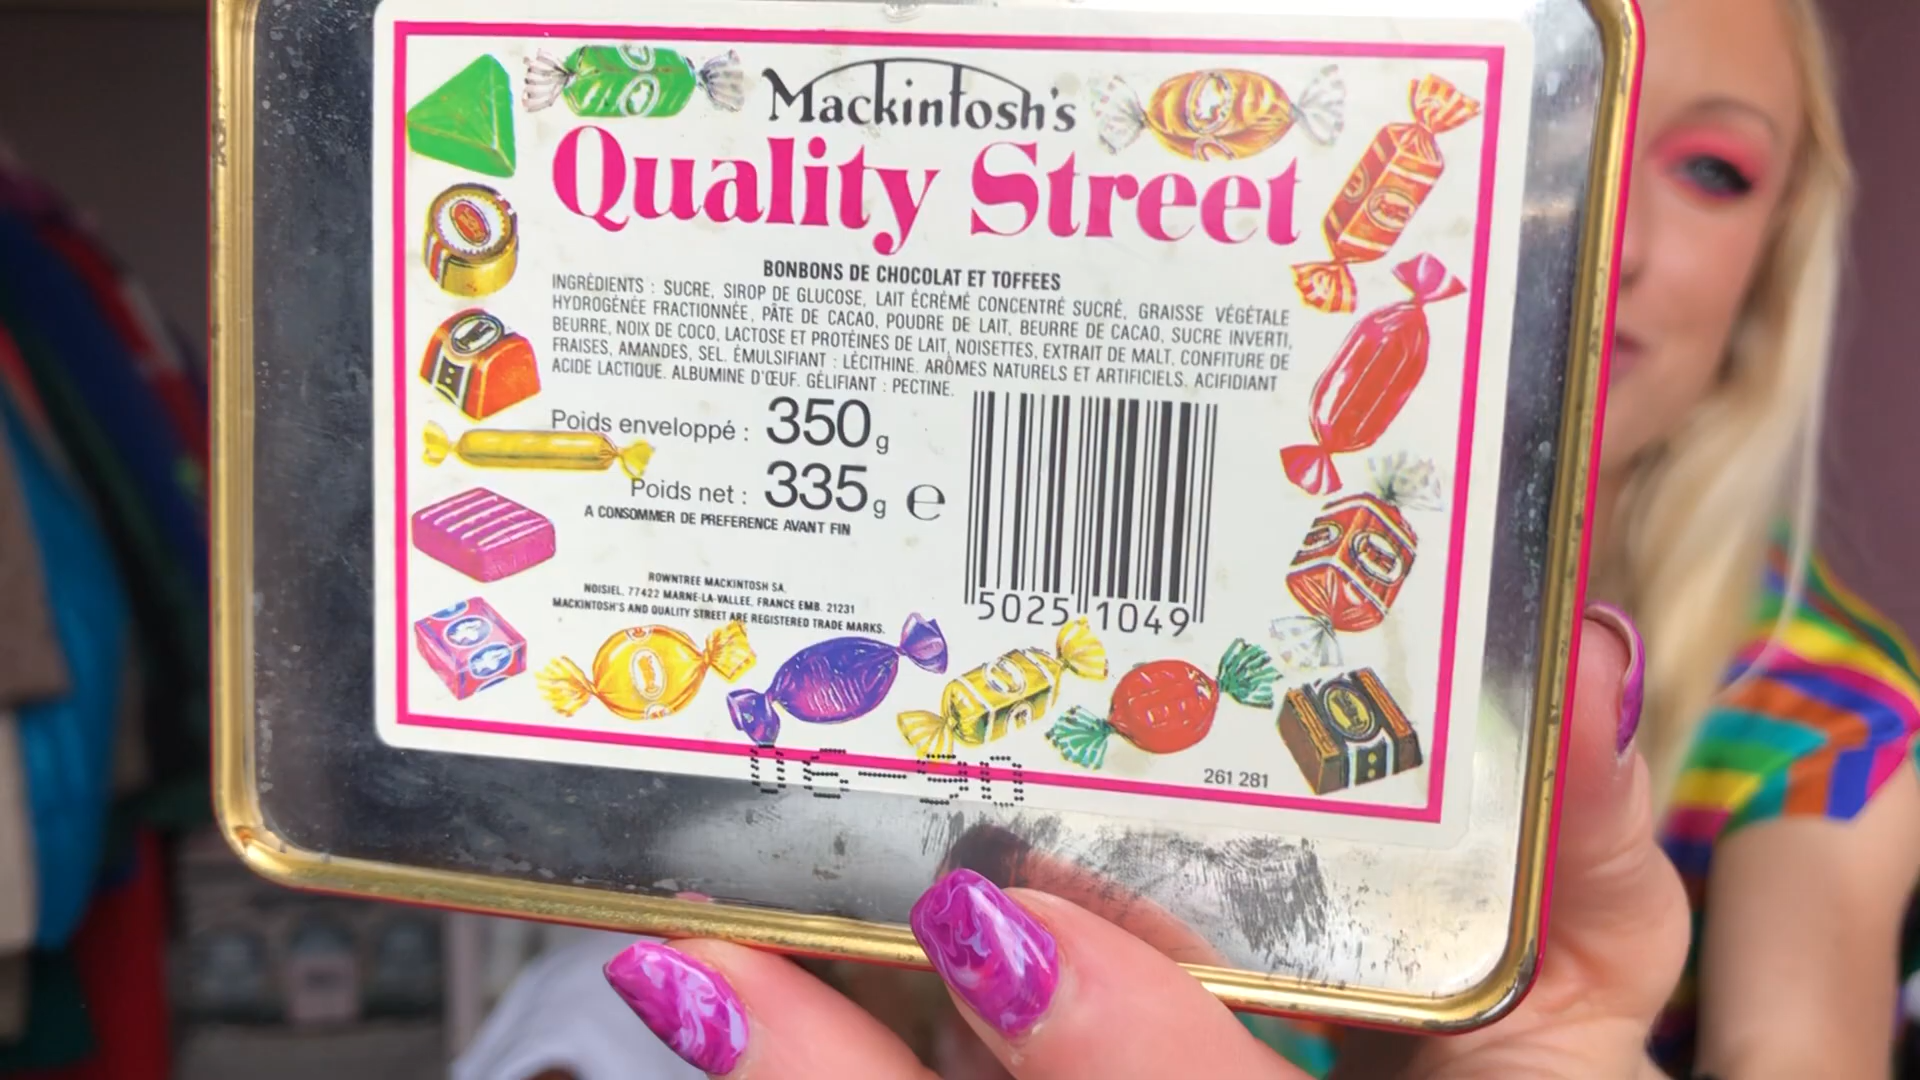 Mackintosh's
Quality Street
BONBONS DE CHOCOLAT ET TOFFEES
INGRÉDIENTS : SUCRE, SIROP DE GLUCOSE, LAIT ÉCRÉMÉ CONCENTRÉ SUCRÉ, GRAISSE VÉGÉTALE
HYDROGÉNÉE FRACTIONNÉE, PÂTE DE CACAO, POUDRE DE LAIT, BEURRE DE CACAO, SUCRE INVERTI,
BEURRE, NOIX DE COCO, LACTOSE ET PROTÉINES DE LAIT, NOISETTES, EXTRAIT DE MALT, CONFITURE DE
FRAISES, AMANDES, SEL. ÉMULSIFIANT : LÉCITHINE. ARÔMES NATURELS ET ARTIFICIELS. ACIFIDIANT
ACIDE LACTIQUE. ALBUMINE D'ŒUF. GÉLIFIANT : PECTINE.
Poids enveloppé : 350 g
Poids net : 335 g e
A CONSOMMER DE PREFERENCE AVANT FIN
ROWNTREE MACKINTOSH SA,
NOISIEL, 77422 MARNE-LA-VALLEE, FRANCE EMB. 21231
MACKINTOSH'S AND QUALITY STREET ARE REGISTERED TRADE MARKS.
5025 1049
261 281
06-90